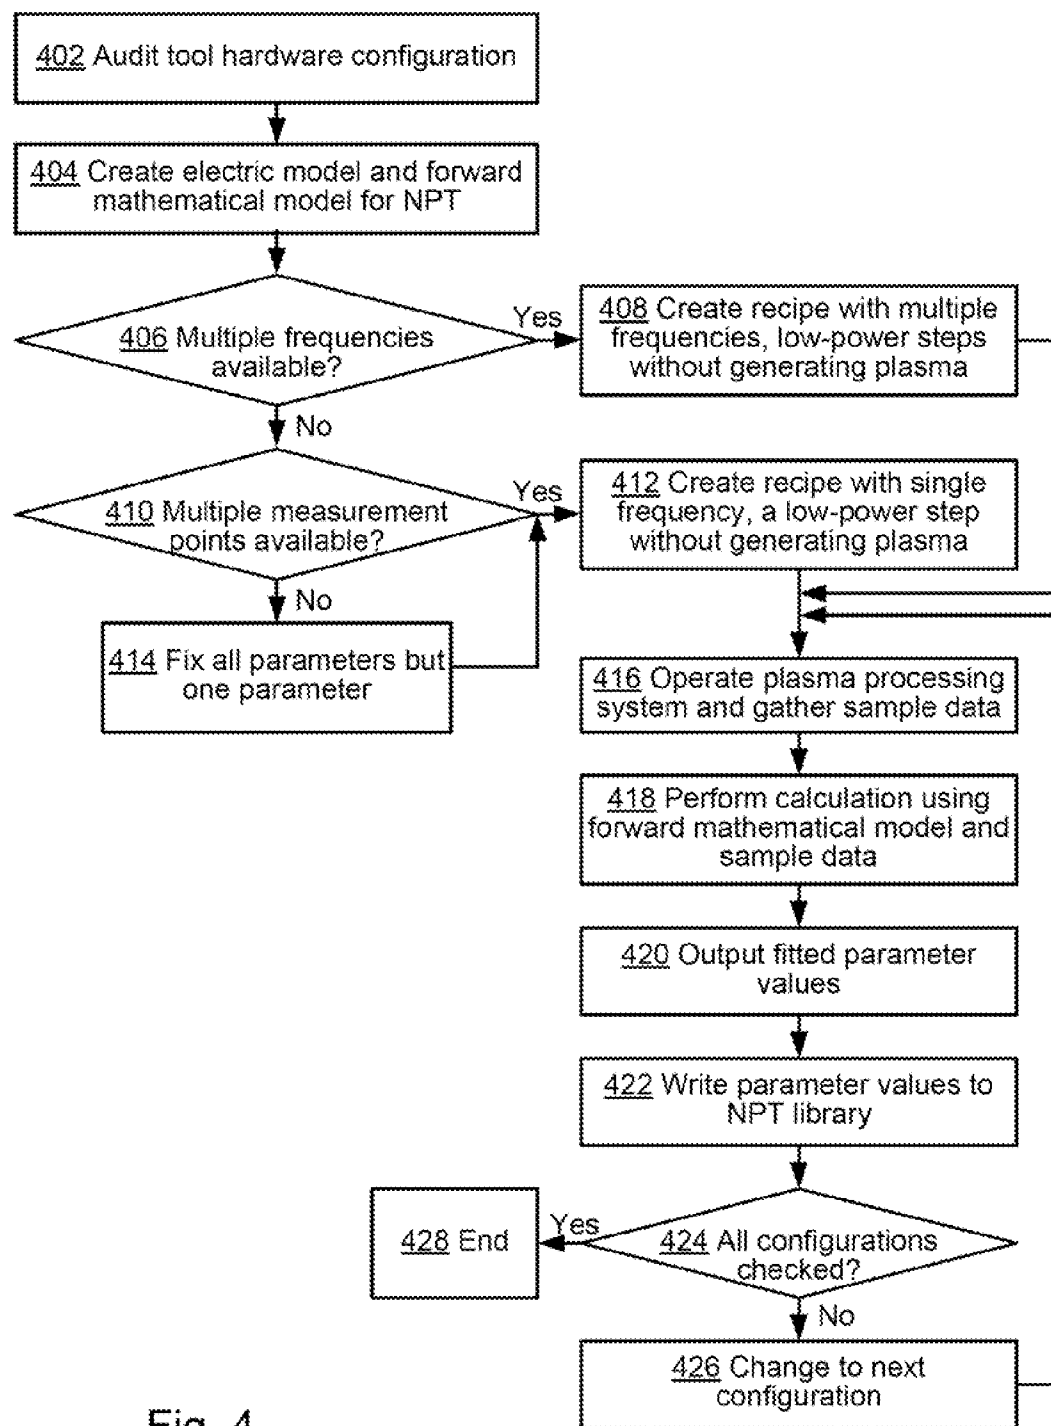 402 Audit tool hardware configuration
404 Create electric model and forward
mathematical model for NPT
406 Multiple frequencies
available?
Yes
408 Create recipe with multiple
frequencies, low-power steps
without generating plasma
No
410 Multiple measurement
points available?
Yes
412 Create recipe with single
frequency, a low-power step
without generating plasma
No
414 Fix all parameters but
one parameter
416 Operate plasma processing
system and gather sample data
418 Perform calculation using
forward mathematical model and
sample data
420 Output fitted parameter
values
422 Write parameter values to
NPT library
424 All configurations
checked?
Yes
428 End
No
426 Change to next
configuration
Fig. 4